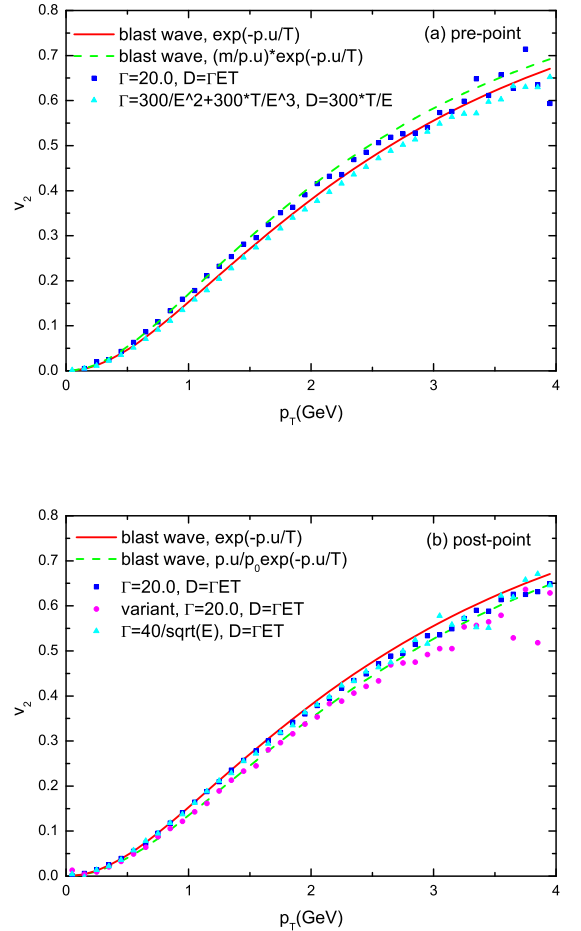 0.8
0.7
0.6
0.5
0.4
0.3
0.2
0.1
0.0
v2
blast wave, exp(-p.u/T)
(a) pre-point
blast wave, (m/p.u)*exp(-p.u/T)
Γ=20.0, D=ΓET
Γ=300/E^2+300*T/E^3, D=300*T/E
0 1 2 3 4
pT(GeV)
0.8
0.7
0.6
0.5
0.4
0.3
0.2
0.1
0.0
v2
blast wave, exp(-p.u/T)
(b) post-point
blast wave, p.u/p0exp(-p.u/T)
Γ=20.0, D=ΓET
variant, Γ=20.0, D=ΓET
Γ=40/sqrt(E), D=ΓET
0 1 2 3 4
pT(GeV)